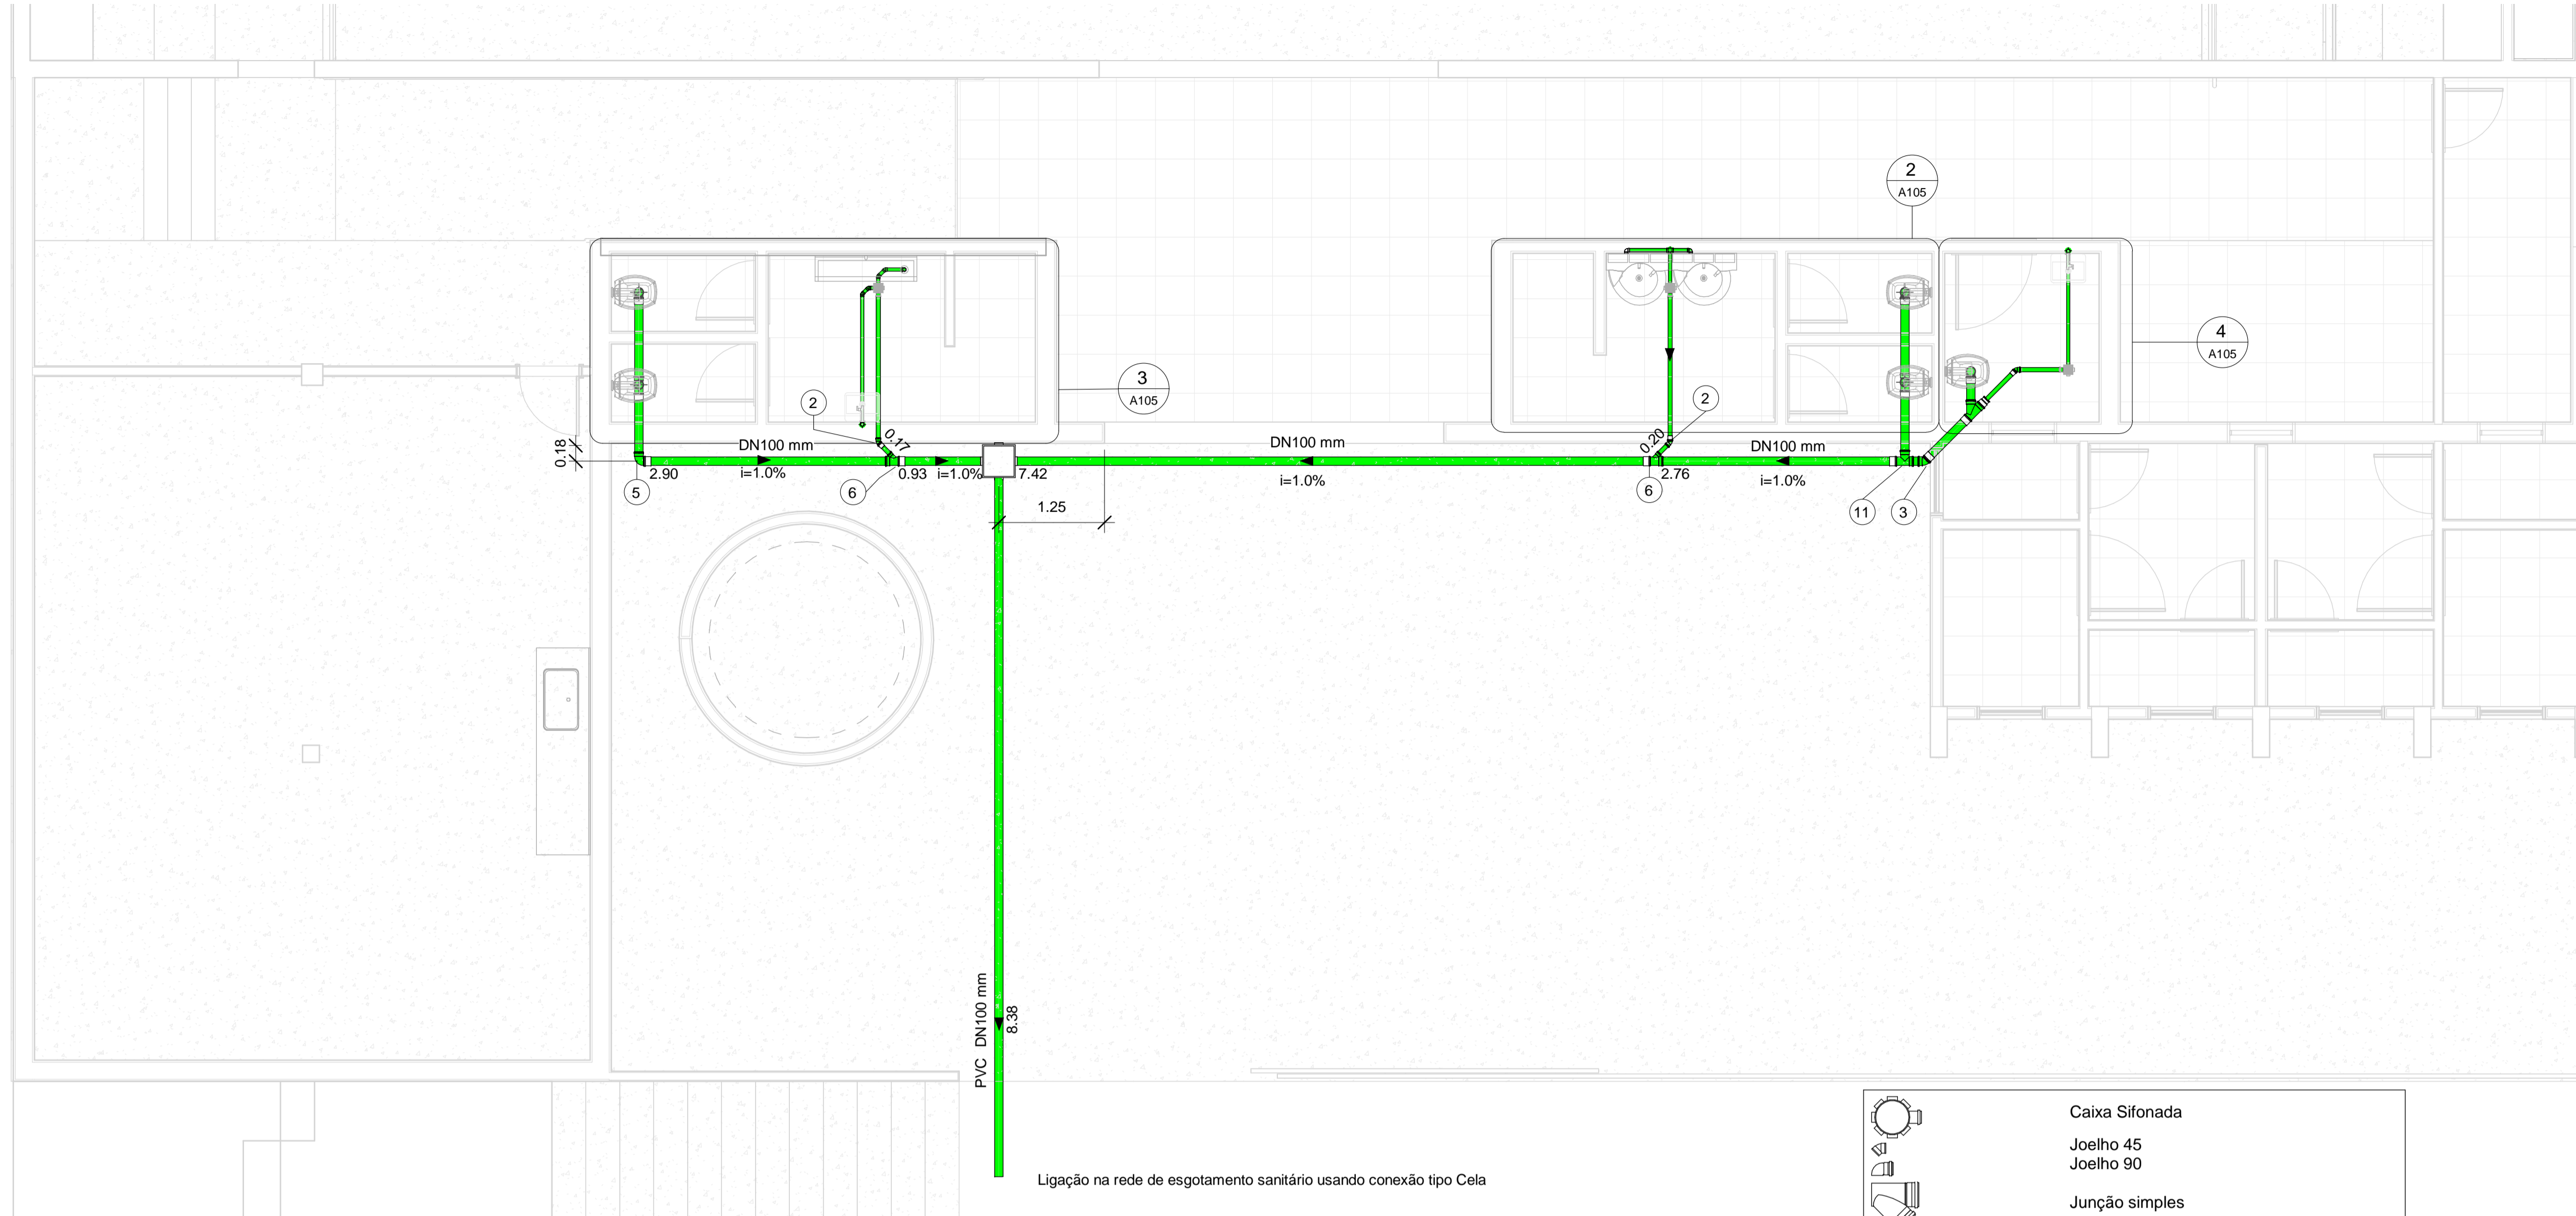 2
A105
4
A105
3
A105
2
2
0.18
0.17
0.20
DN100 mm
DN100 mm
DN100 mm
2.90
i=1.0%
0.93
i=1.0%
7.42
i=1.0%
2.76
i=1.0%
5
6
6
11
3
1.25
PVC DN100 mm
8.38
Ligação na rede de esgotamento sanitário usando conexão tipo Cela
Caixa Sifonada
Joelho 45
Joelho 90
Junção simples